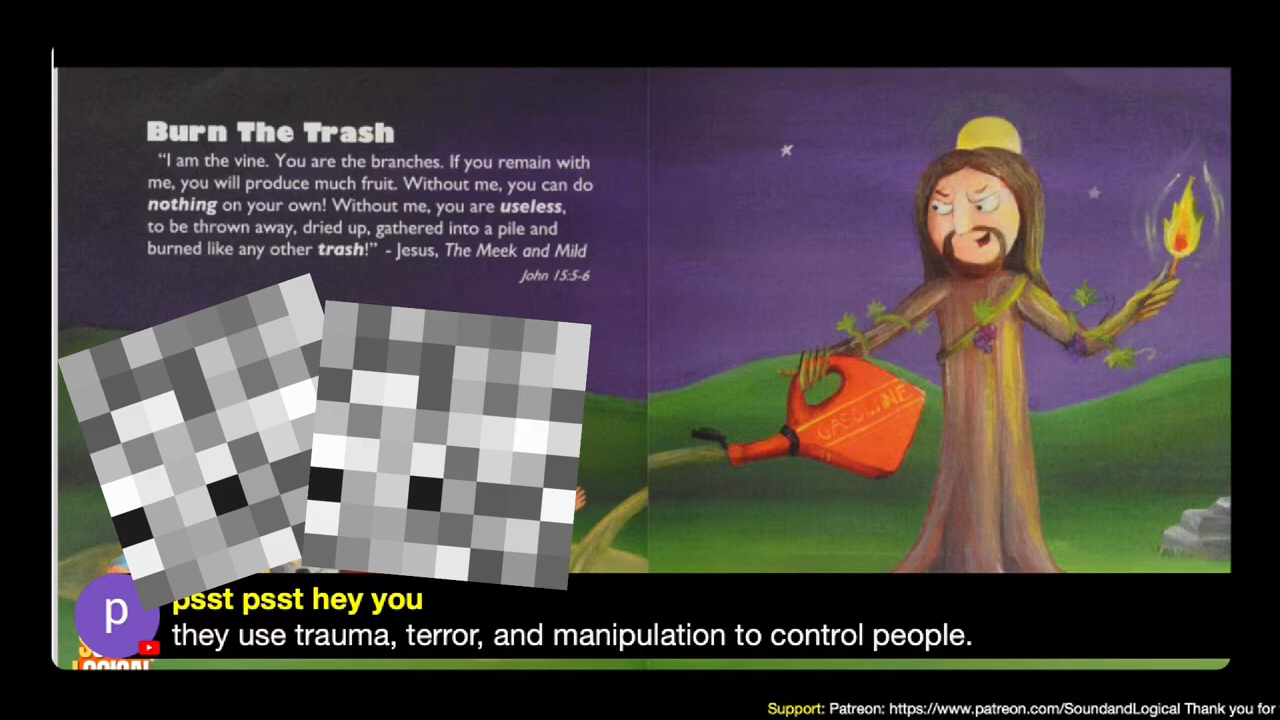 Burn The Trash
“I am the vine. You are the branches. If you remain with
me, you will produce much fruit. Without me, you can do
nothing on your own! Without me, you are useless,
to be thrown away, dried up, gathered into a pile and
burned like any other trash!” - Jesus, The Meek and Mild
John 15:5-6
GASOLINE
p
psst psst hey you
they use trauma, terror, and manipulation to control people.
LOGICAL
Support: Patreon: https://www.patreon.com/SoundandLogical Thank you for